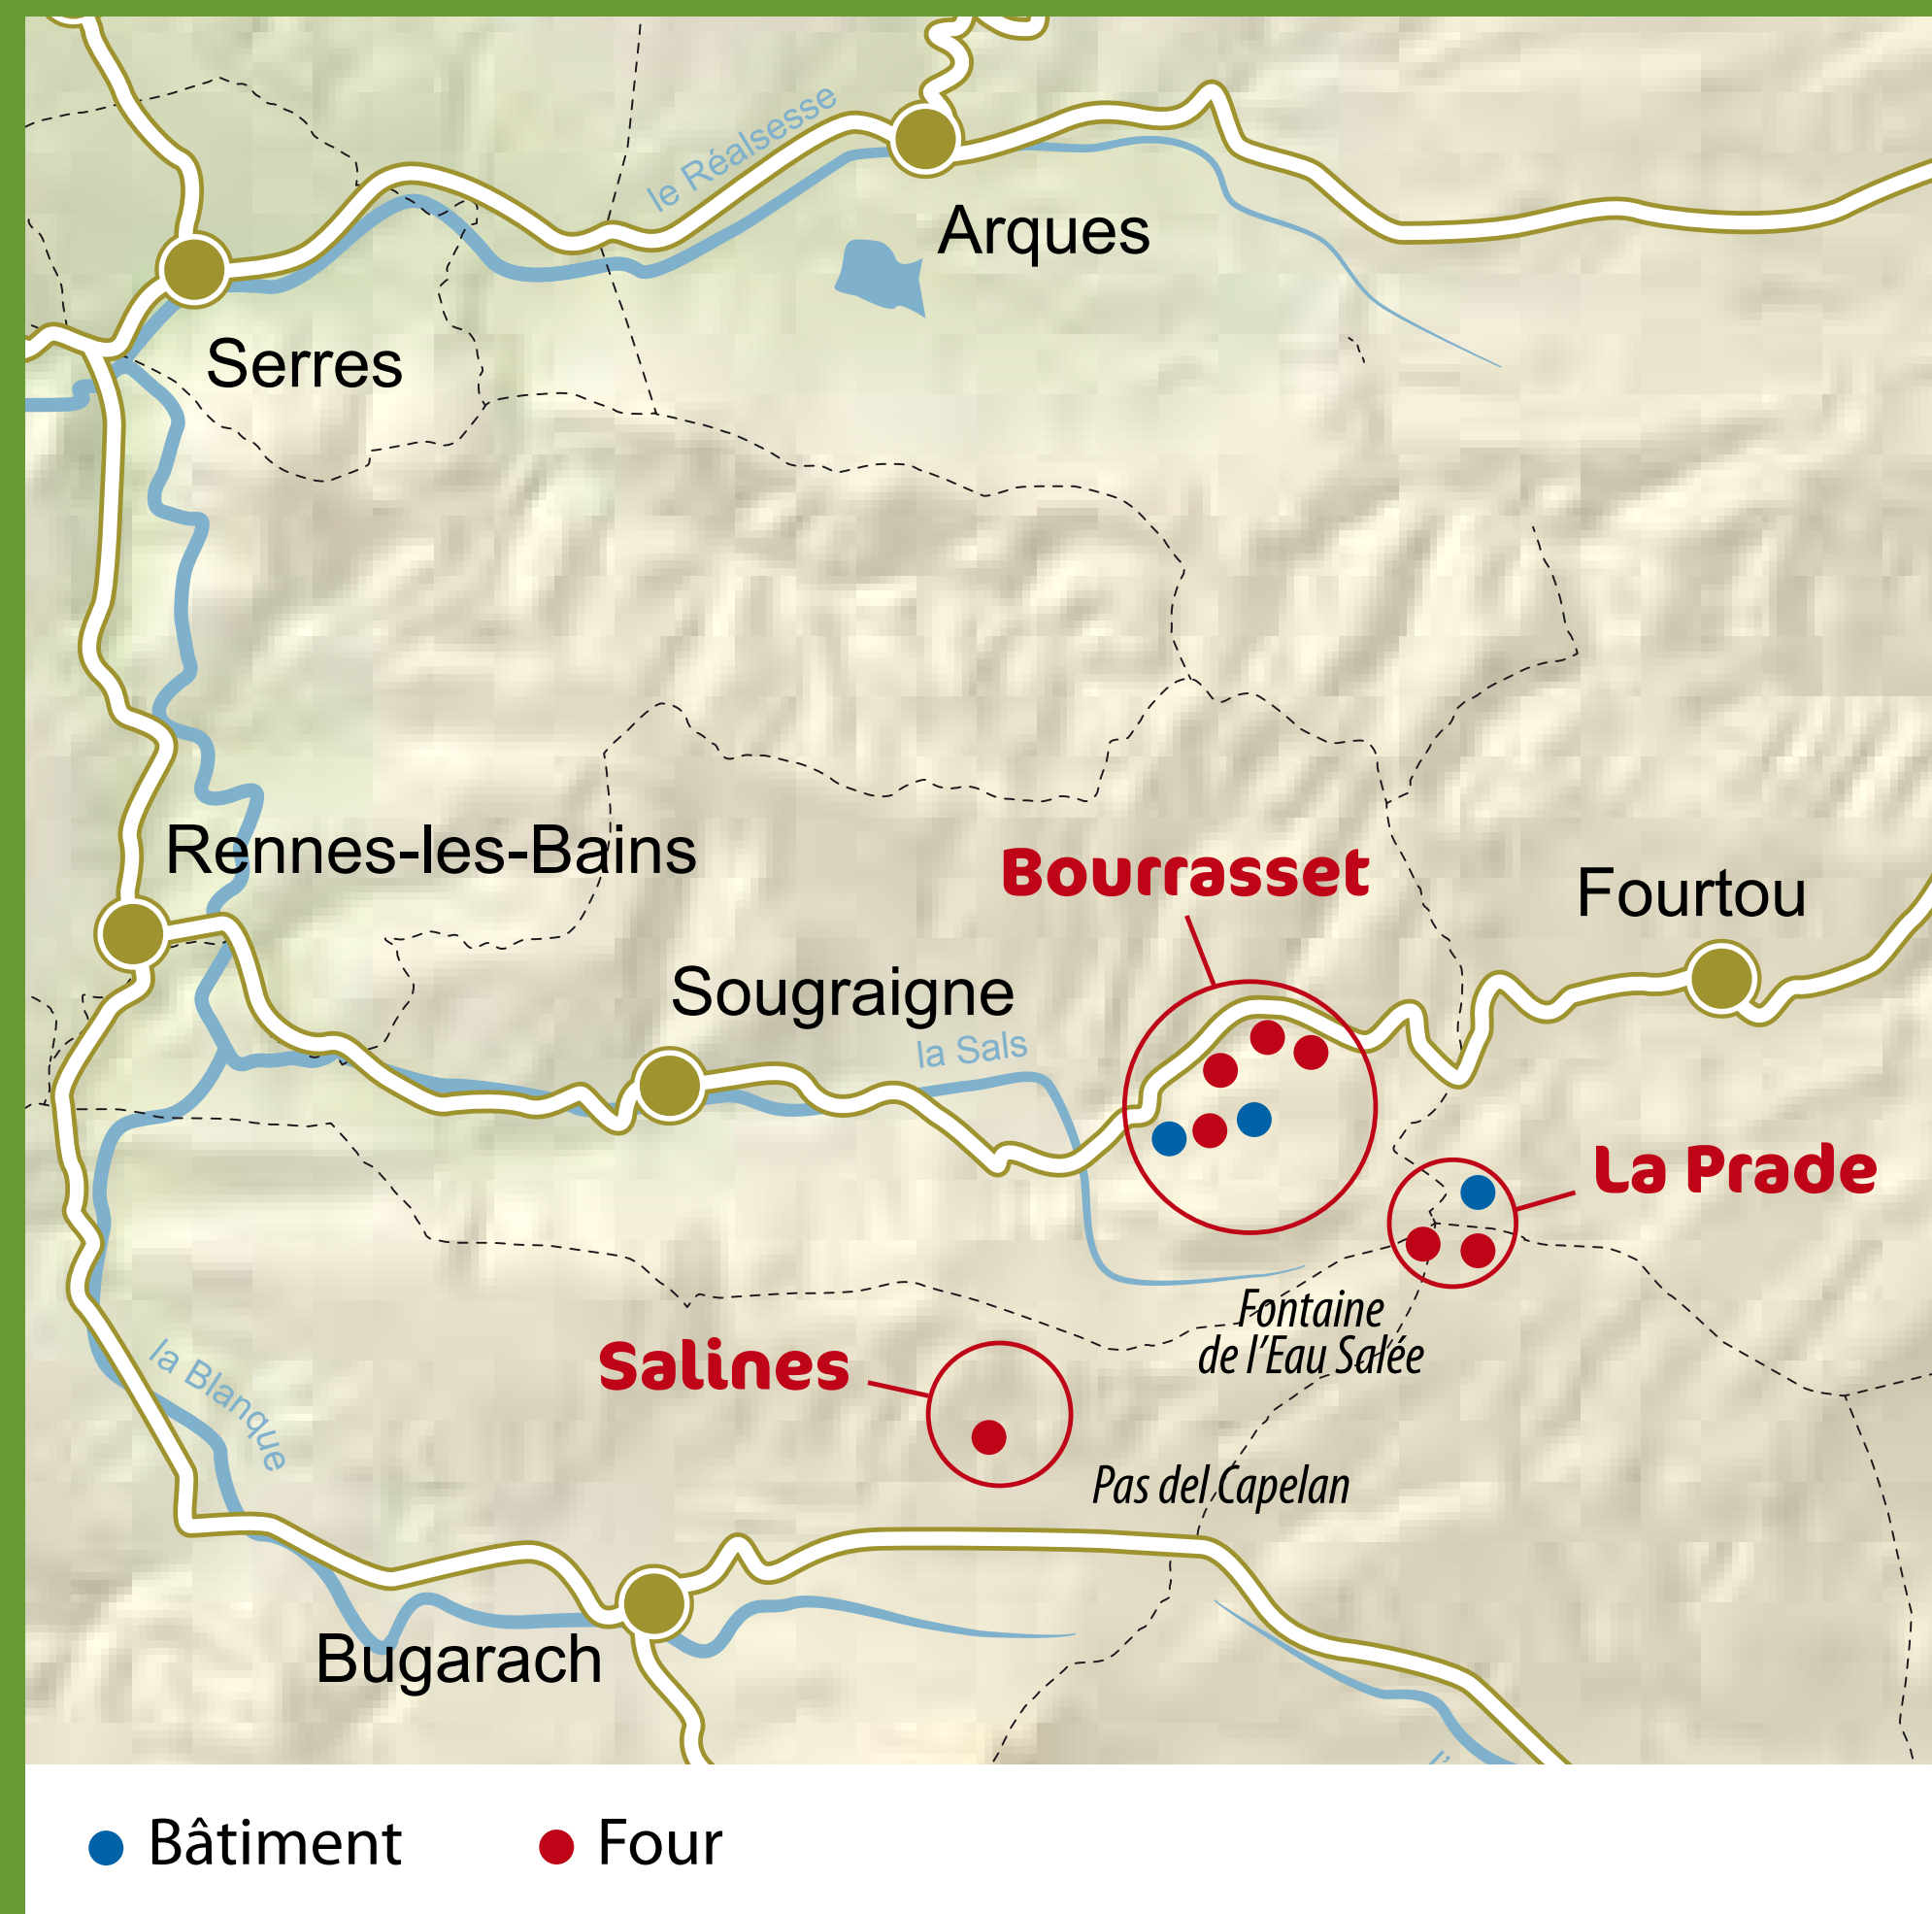 le Réalsesse
Arques
Serres
Rennes-les-Bains
Bourrasset
Fourtou
Sougraigne
la Sals
La Prade
Fontaine
de l'Eau Salée
Salines
la Blanque
Pas del Capelan
Bugarach
l'
Bâtiment
Four